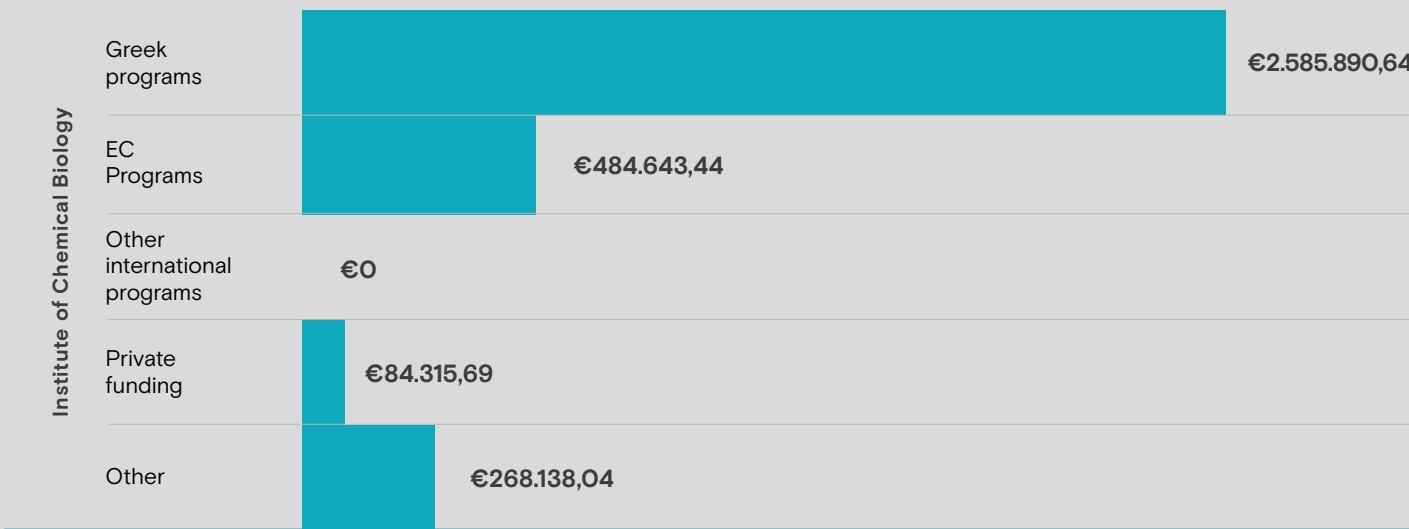 Institute of Chemical Biology
Greek
programs
€2.585.890,64
EC
Programs
€484.643,44
Other
international
programs
€0
Private
funding
€84.315,69
Other
€268.138,04